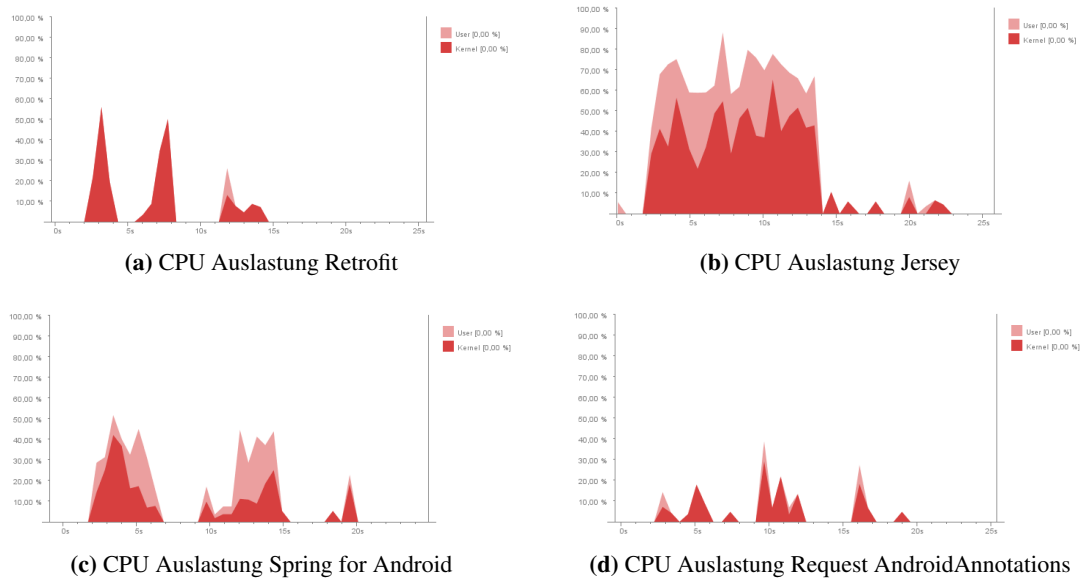 100,00 %
90,00 %
80,00 %
70,00 %
60,00 %
50,00 %
40,00 %
30,00 %
20,00 %
10,00 %
0s 5s 10s 15s 20s 25s
User [0,00 %]
Kernel [0,00 %]
(a) CPU Auslastung Retrofit
100,00 %
90,00 %
80,00 %
70,00 %
60,00 %
50,00 %
40,00 %
30,00 %
20,00 %
10,00 %
0s 5s 10s 15s 20s 25s
User [0,00 %]
Kernel [0,00 %]
(b) CPU Auslastung Jersey
100,00 %
90,00 %
80,00 %
70,00 %
60,00 %
50,00 %
40,00 %
30,00 %
20,00 %
10,00 %
0s 5s 10s 15s 20s
User [0,00 %]
Kernel [0,00 %]
(c) CPU Auslastung Spring for Android
100,00 %
90,00 %
80,00 %
70,00 %
60,00 %
50,00 %
40,00 %
30,00 %
20,00 %
10,00 %
0s 5s 10s 15s 20s 25s
User [0,00 %]
Kernel [0,00 %]
(d) CPU Auslastung Request AndroidAnnotations